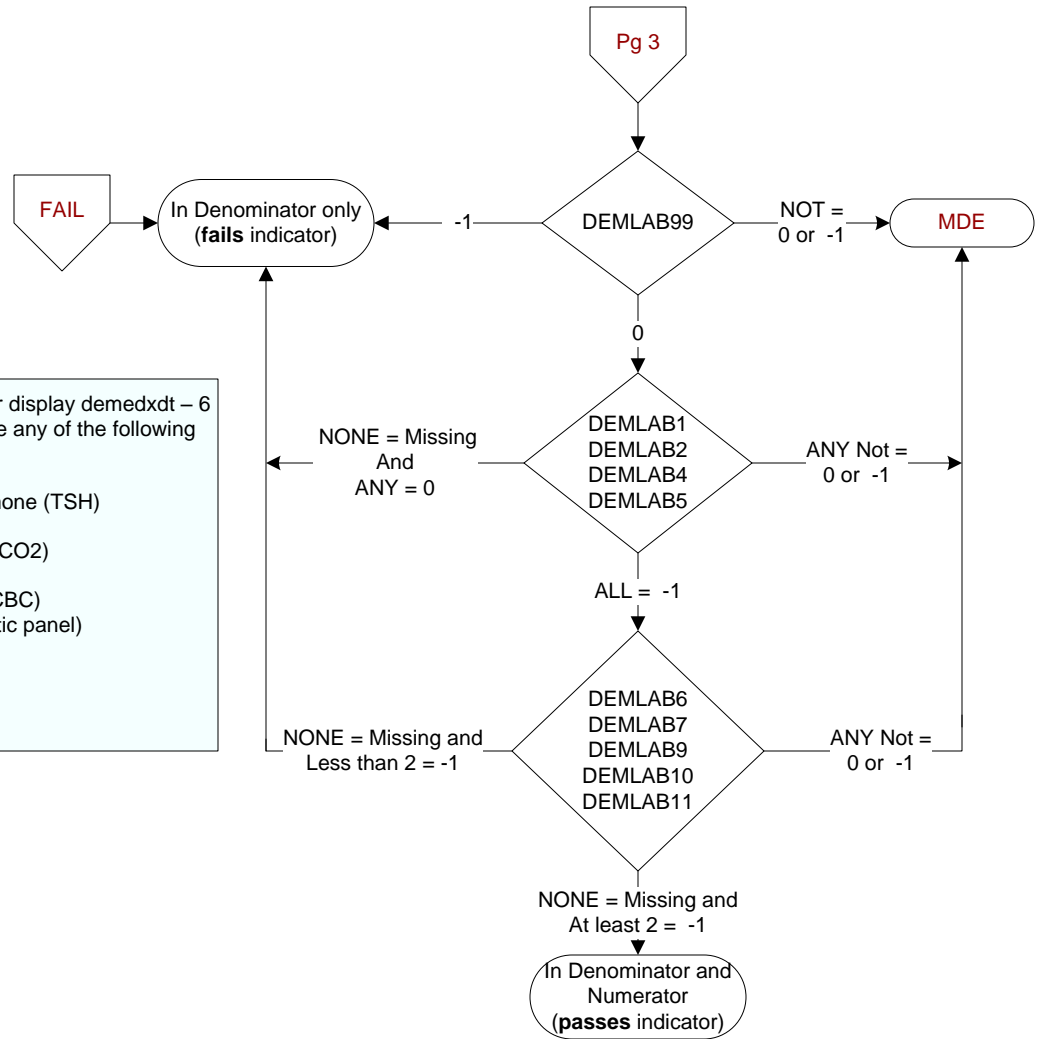 Pg 3
FAIL
In Denominator only
(fails indicator)
-1
DEMLAB99
NOT =
0 or -1
MDE
0
r display demedxdt – 6
e any of the following
one (TSH)
CO2)
CBC)
tic panel)
NONE = Missing
And
ANY = 0
DEMLAB1
DEMLAB2
DEMLAB4
DEMLAB5
ANY Not =
0 or -1
ALL = -1
NONE = Missing and
Less than 2 = -1
DEMLAB6
DEMLAB7
DEMLAB9
DEMLAB10
DEMLAB11
ANY Not =
0 or -1
NONE = Missing and
At least 2 = -1
In Denominator and
Numerator
(passes indicator)